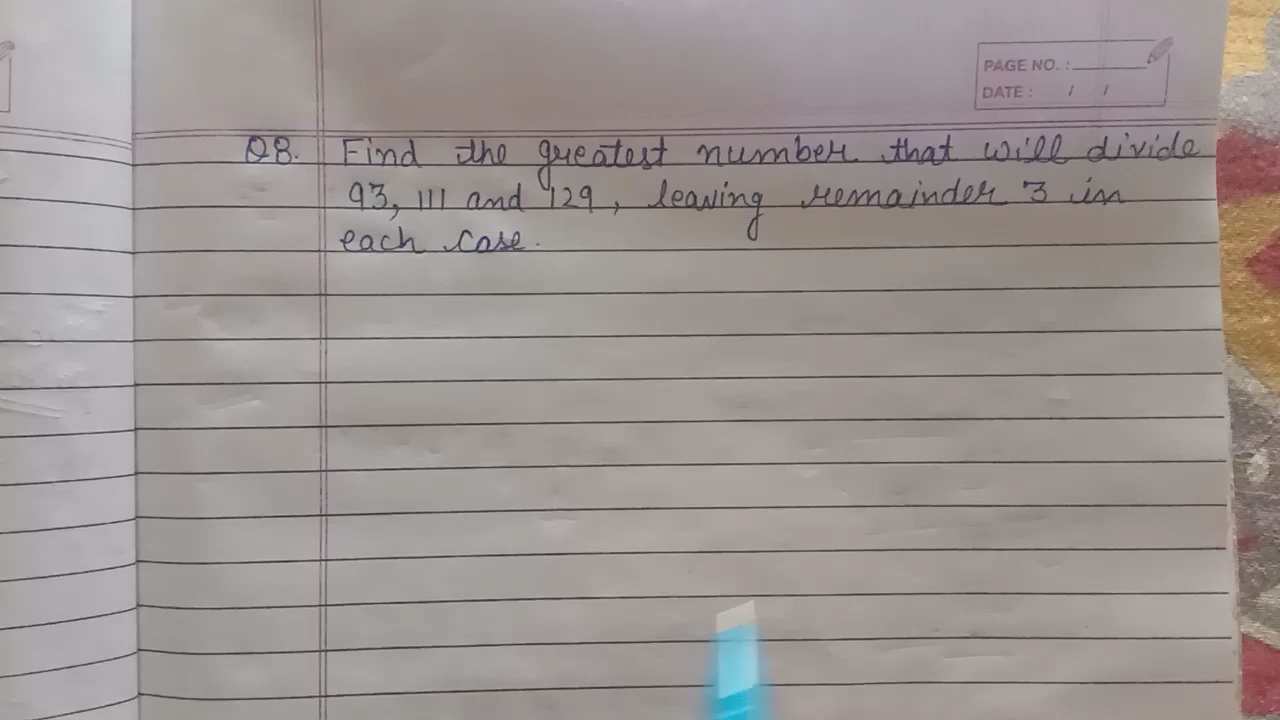 PAGE NO. :
DATE : / /
Q8. Find the greatest number that will divide
93, 111 and 129, leaving remainder 3 in
each case.